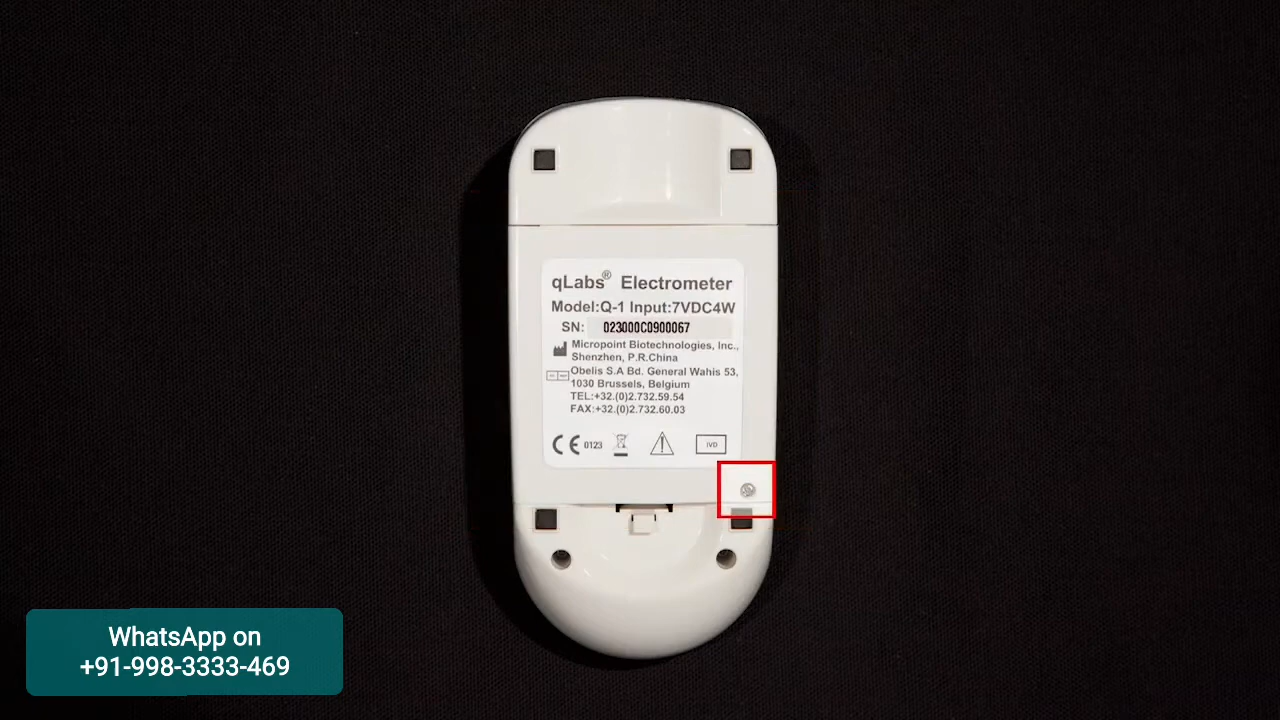 qLabs® Electrometer
Model:Q-1 Input:7VDC4W
SN: 023000C0900067
Micropoint Biotechnologies, Inc.,
Shenzhen, P.R.China
Obelis S.A Bd. General Wahis 53,
1030 Brussels, Belgium
TEL:+32.(0)2.732.59.54
FAX:+32.(0)2.732.60.03
CE 0123 IVD
WhatsApp on
+91-998-3333-469